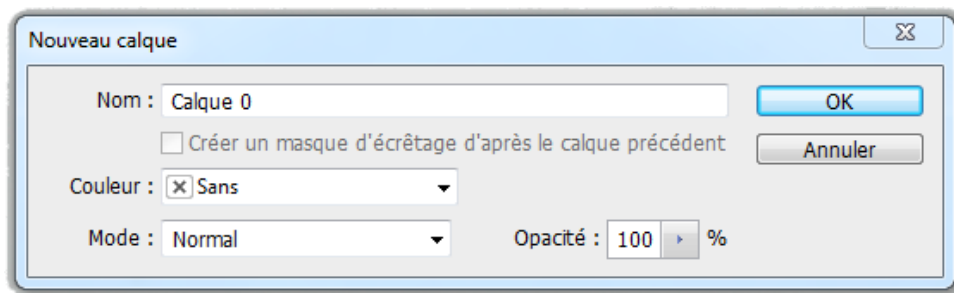 Nouveau calque
Nom : Calque 0 OK
Créer un masque d'écrêtage d'après le calque précédent Annuler
Couleur : Sans
Mode : Normal Opacité : 100 %